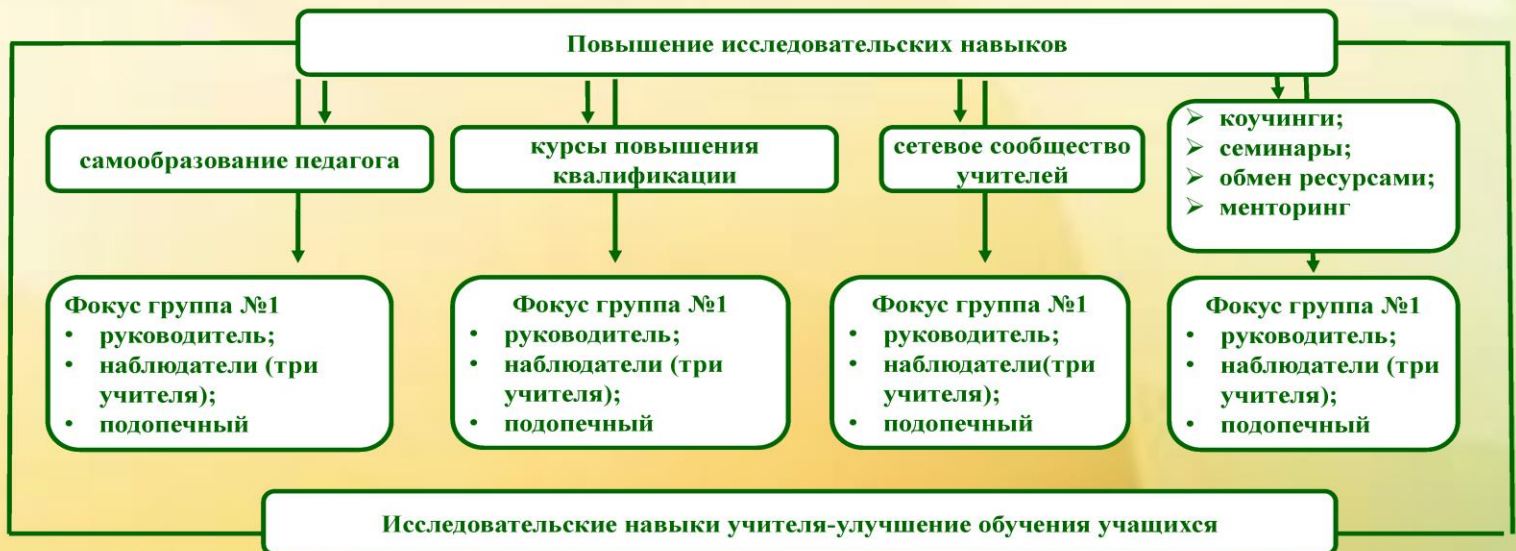 Повышение исследовательских навыков
самообразование педагога
курсы повышения
квалификации
сетевое сообщество
учителей
➢ коучинги;
➢ семинары;
➢ обмен ресурсами;
➢ менторинг
Фокус группа №1
• руководитель;
• наблюдатели (три
учителя);
• подопечный
Фокус группа №1
• руководитель;
• наблюдатели (три
учителя);
• подопечный
Фокус группа №1
• руководитель;
• наблюдатели(три
учителя);
• подопечный
Фокус группа №1
• руководитель;
• наблюдатели (три
учителя);
• подопечный
Исследовательские навыки учителя-улучшение обучения учащихся